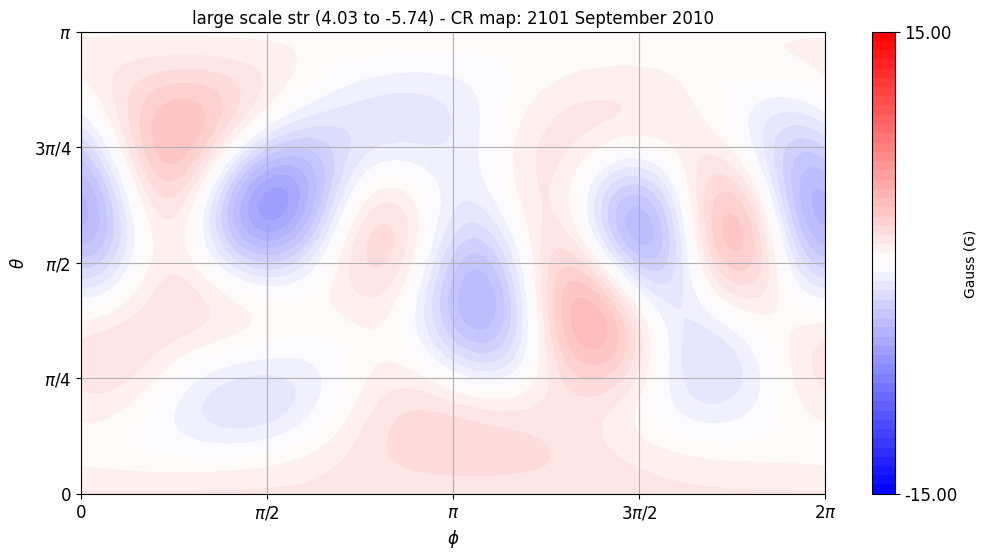 large scale str (4.03 to -5.74) - CR map: 2101 September 2010
π
3π/4
π/2
π/4
0
θ
0
π/2
π
3π/2
2π
ϕ
15.00
-15.00
Gauss (G)